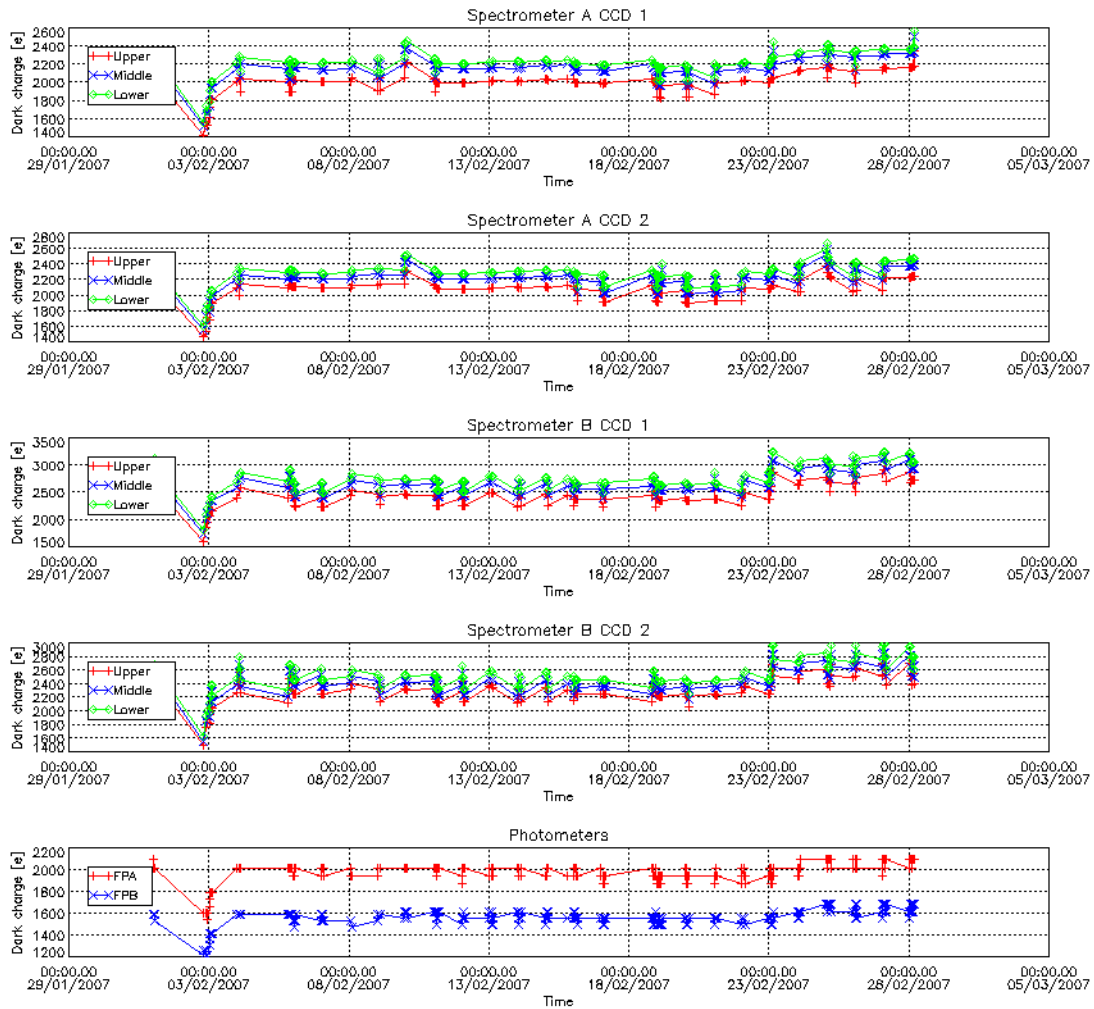 Spectrometer A CCD 1
Dark charge [e]
2600
2400
2200
2000
1800
1600
1400
Upper
Middle
Lower
00:00.00 00:00.00 00:00.00 00:00.00 00:00.00 00:00.00 00:00.00 00:00.00
29/01/2007 03/02/2007 08/02/2007 13/02/2007 18/02/2007 23/02/2007 28/02/2007 05/03/2007
Time
Spectrometer A CCD 2
Dark charge [e]
2800
2600
2400
2200
2000
1800
1600
1400
Upper
Middle
Lower
00:00.00 00:00.00 00:00.00 00:00.00 00:00.00 00:00.00 00:00.00 00:00.00
29/01/2007 03/02/2007 08/02/2007 13/02/2007 18/02/2007 23/02/2007 28/02/2007 05/03/2007
Time
Spectrometer B CCD 1
Dark charge [e]
3500
3000
2500
2000
1500
Upper
Middle
Lower
00:00.00 00:00.00 00:00.00 00:00.00 00:00.00 00:00.00 00:00.00 00:00.00
29/01/2007 03/02/2007 08/02/2007 13/02/2007 18/02/2007 23/02/2007 28/02/2007 05/03/2007
Time
Spectrometer B CCD 2
Dark charge [e]
3000
2800
2600
2400
2200
2000
1800
1600
1400
Upper
Middle
Lower
00:00.00 00:00.00 00:00.00 00:00.00 00:00.00 00:00.00 00:00.00 00:00.00
29/01/2007 03/02/2007 08/02/2007 13/02/2007 18/02/2007 23/02/2007 28/02/2007 05/03/2007
Time
Photometers
Dark charge [e]
2200
2000
1800
1600
1400
1200
FPA
FPB
00:00.00 00:00.00 00:00.00 00:00.00 00:00.00 00:00.00 00:00.00 00:00.00
29/01/2007 03/02/2007 08/02/2007 13/02/2007 18/02/2007 23/02/2007 28/02/2007 05/03/2007
Time